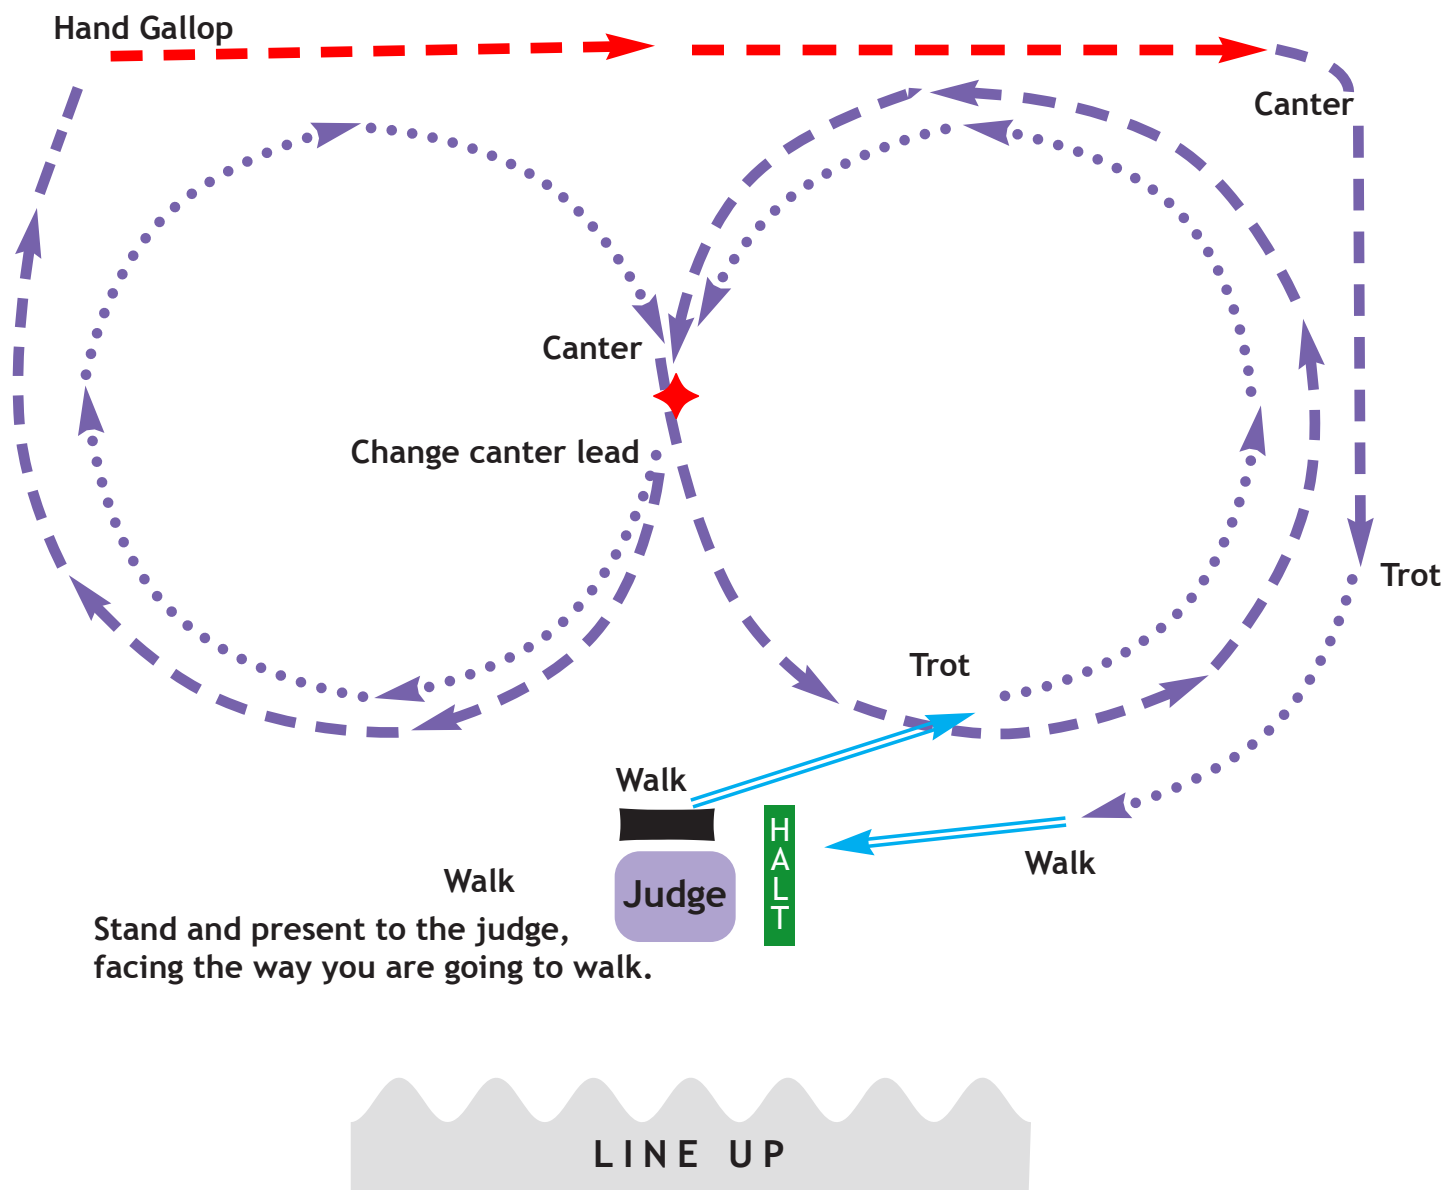 Hand Gallop
Canter
Canter
Change canter lead
Trot
Trot
Walk
HALT
Walk
Walk
Judge
Stand and present to the judge,
facing the way you are going to walk.
LINE UP